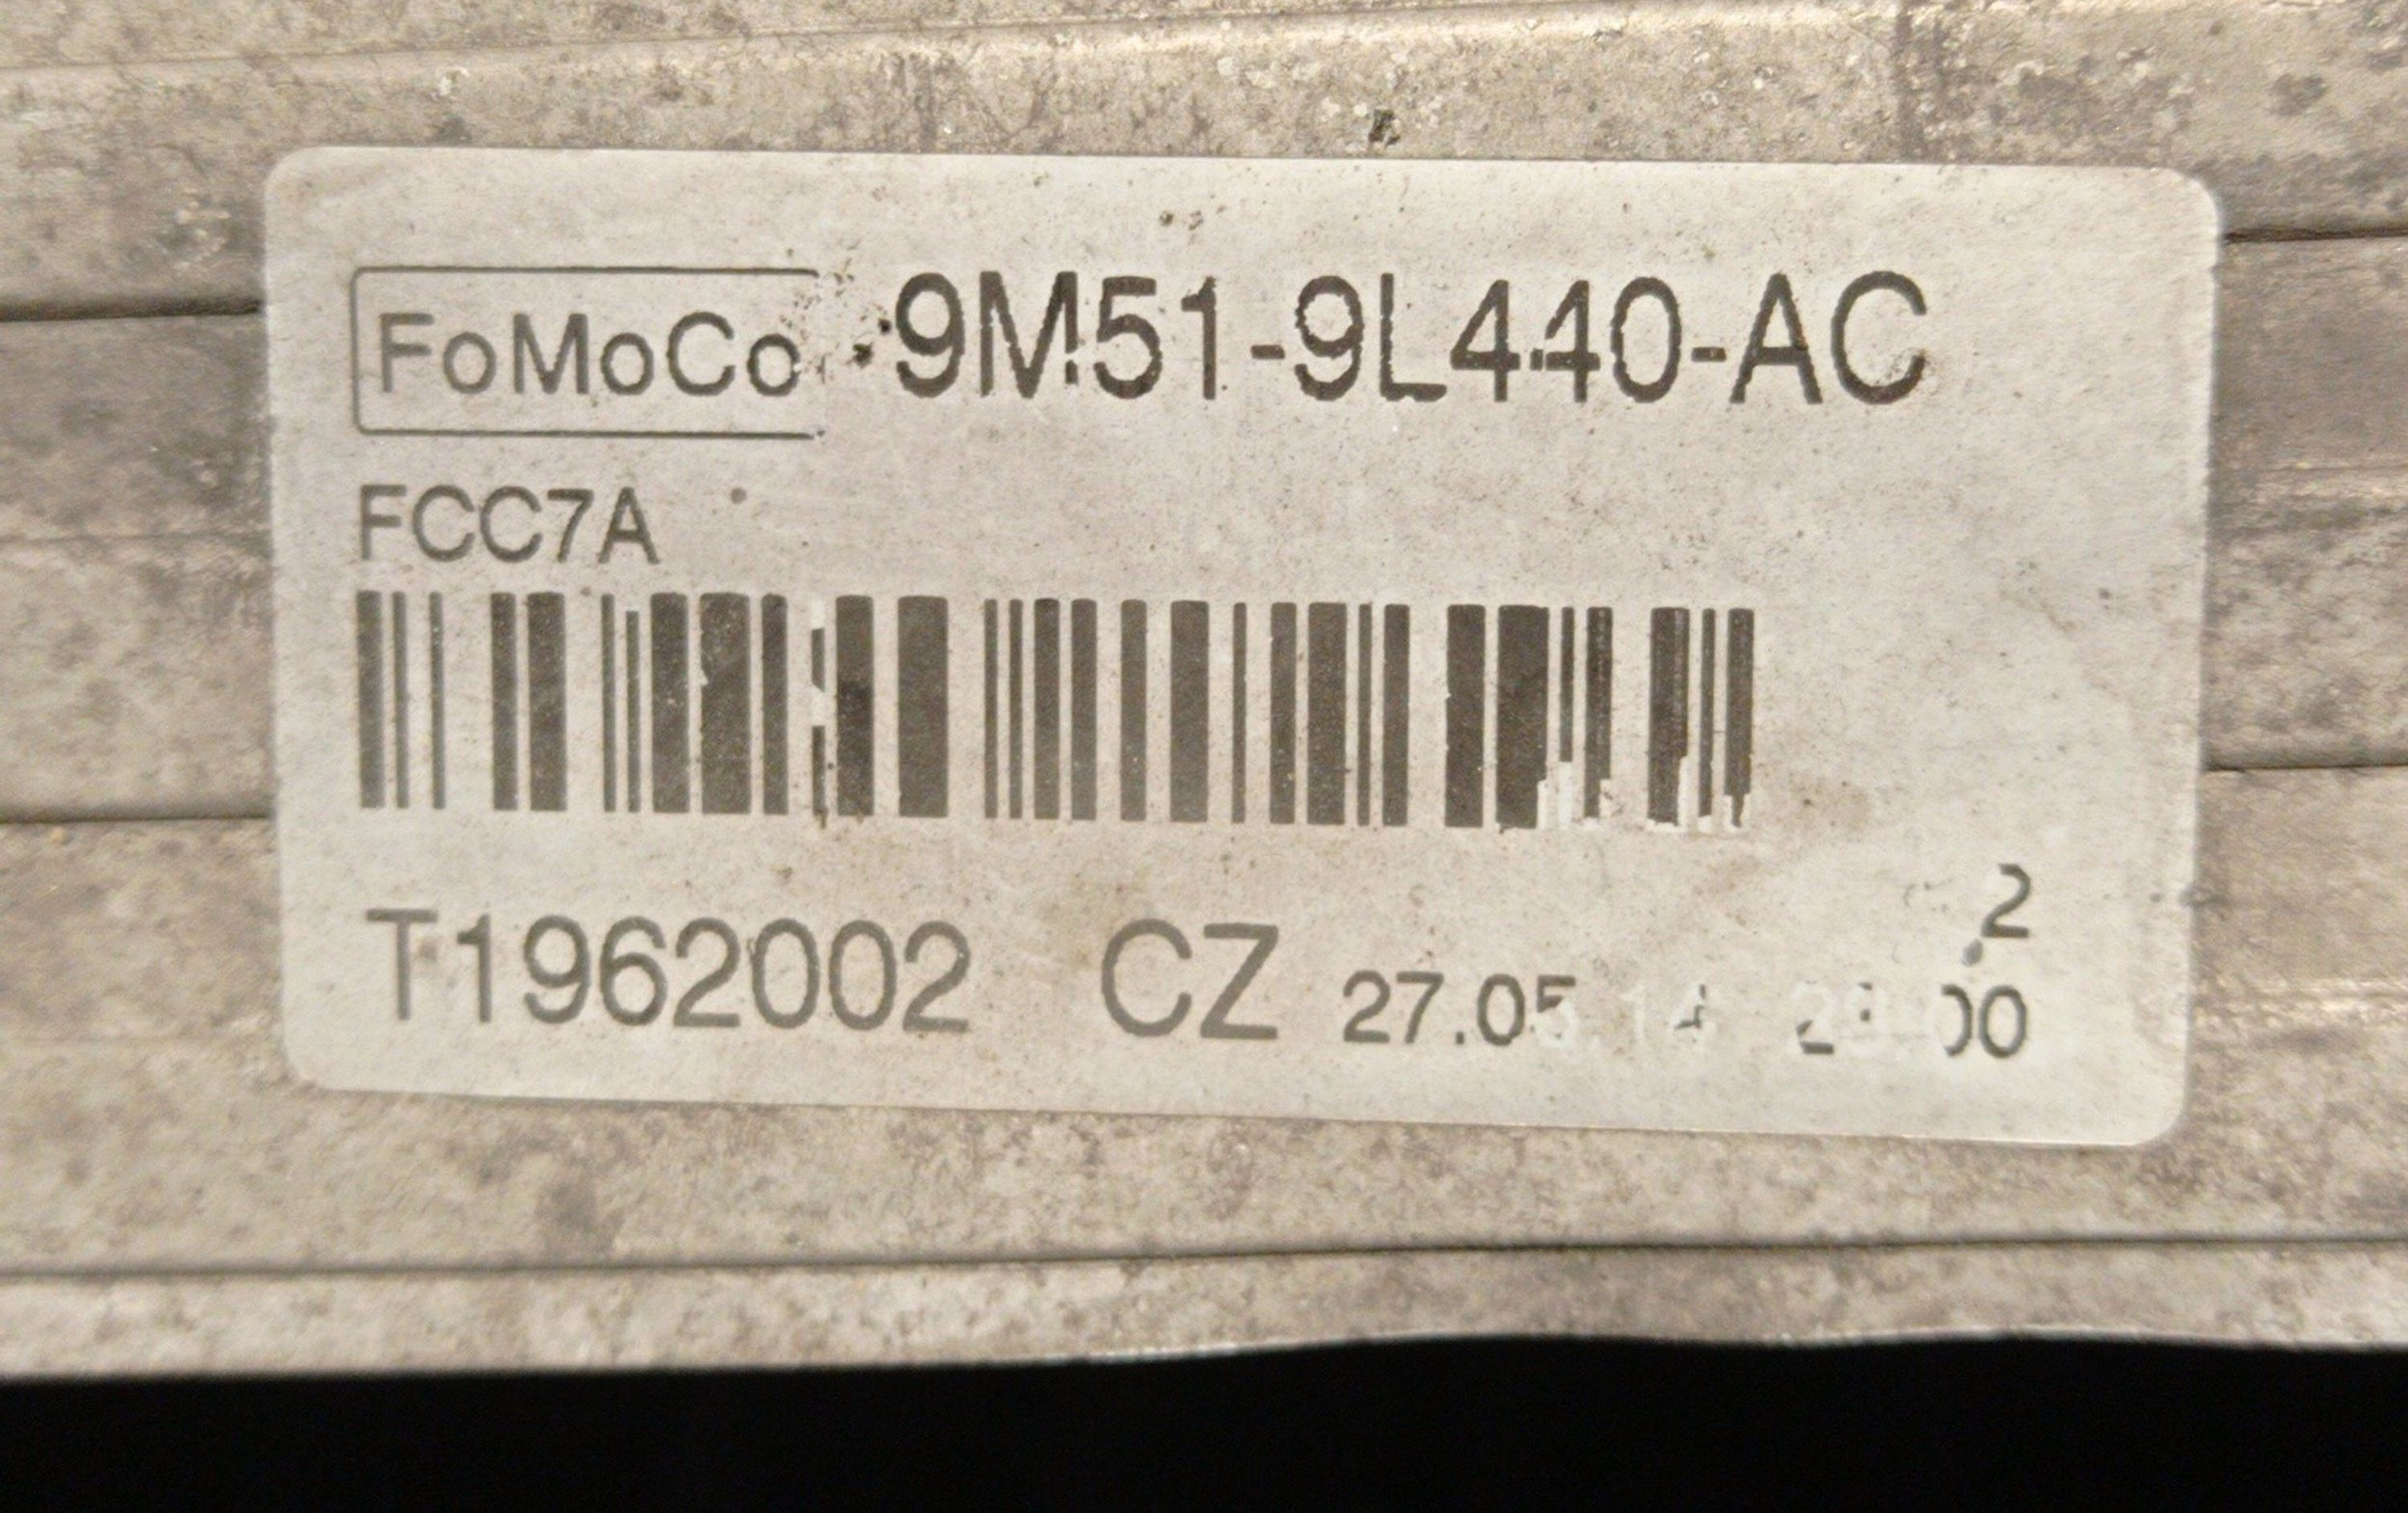 FoMoCo 9M51-9L440-AC
FCC7A
2
T1962002 CZ 27.05